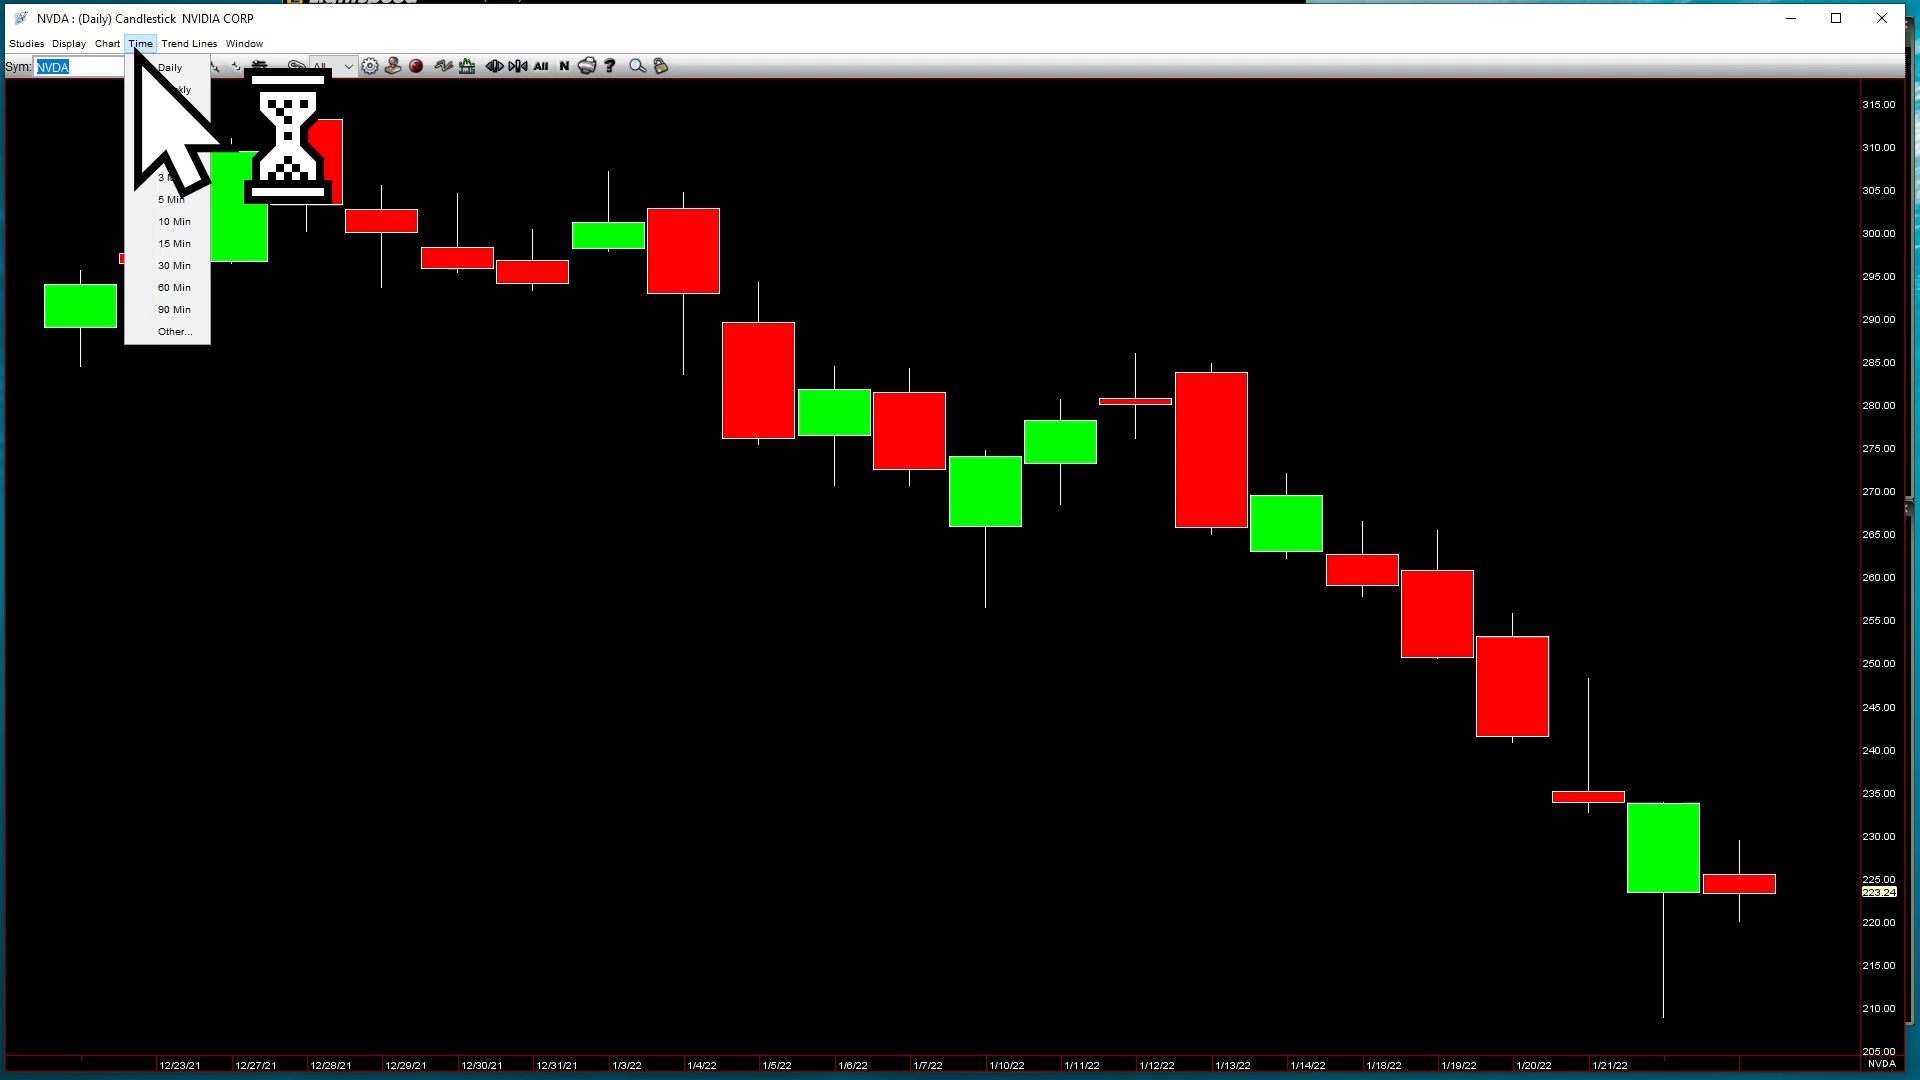 NVDA : (Daily) Candlestick NVIDIA CORP
Studies Display Chart Time Trend Lines Window
Sym: NVDA
All
All N ?
Daily
5 Min
10 Min
15 Min
30 Min
60 Min
90 Min
Other...
315.00
310.00
305.00
300.00
295.00
290.00
285.00
280.00
275.00
270.00
265.00
260.00
255.00
250.00
245.00
240.00
235.00
230.00
225.00
223.24
220.00
215.00
210.00
205.00
12/23/21 12/27/21 12/28/21 12/29/21 12/30/21 12/31/21 1/3/22 1/4/22 1/5/22 1/6/22 1/7/22 1/10/22 1/11/22 1/12/22 1/13/22 1/14/22 1/18/22 1/19/22 1/20/22 1/21/22 NVDA